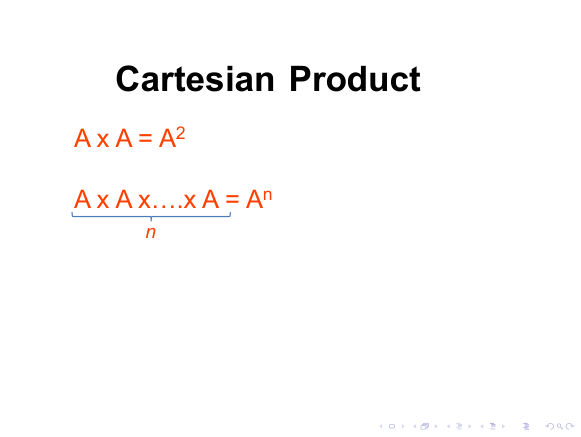 Cartesian Product
A x A = A²
A x A x….x A = Aⁿ
n